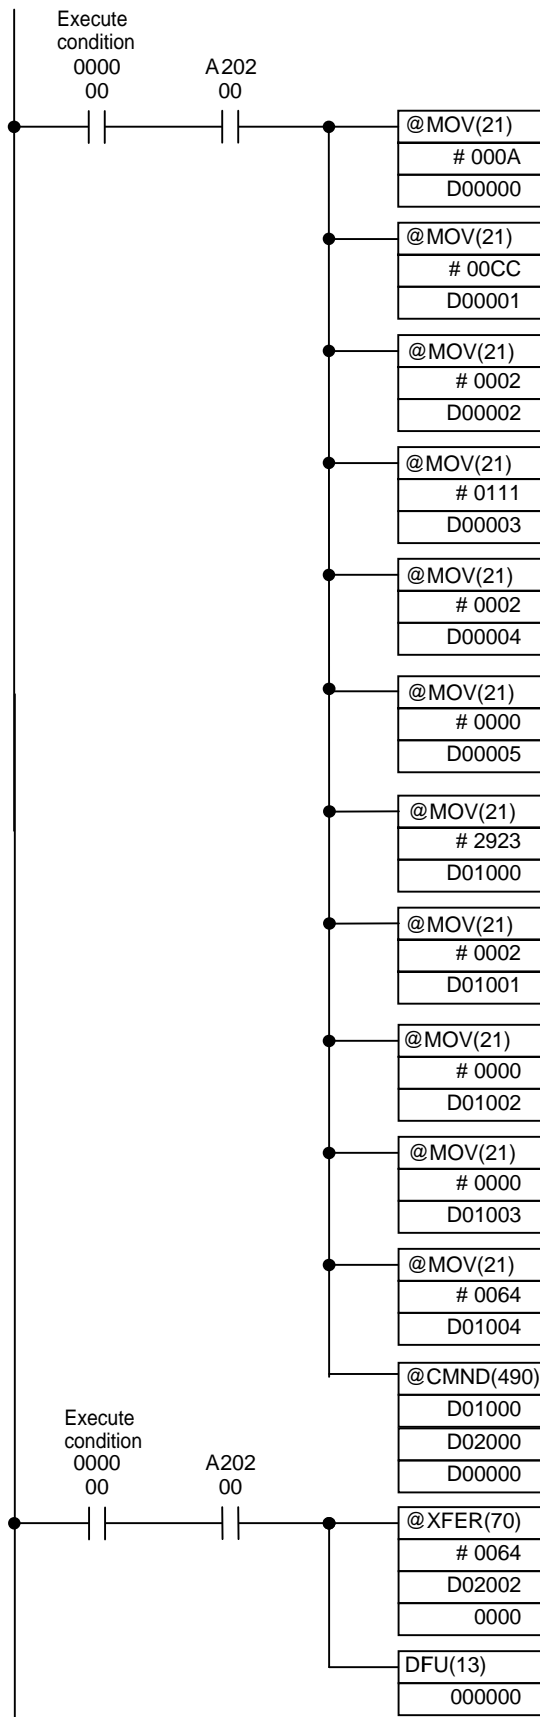 Execute
condition
0000
00
A202
00
@MOV(21)
# 000A
D00000
@MOV(21)
# 00CC
D00001
@MOV(21)
# 0002
D00002
@MOV(21)
# 0111
D00003
@MOV(21)
# 0002
D00004
@MOV(21)
# 0000
D00005
@MOV(21)
# 2923
D01000
@MOV(21)
# 0002
D01001
@MOV(21)
# 0000
D01002
@MOV(21)
# 0000
D01003
@MOV(21)
# 0064
D01004
@CMND(490)
D01000
D02000
D00000
Execute
condition
0000
00
A202
00
@XFER(70)
# 0064
D02002
0000
DFU(13)
000000